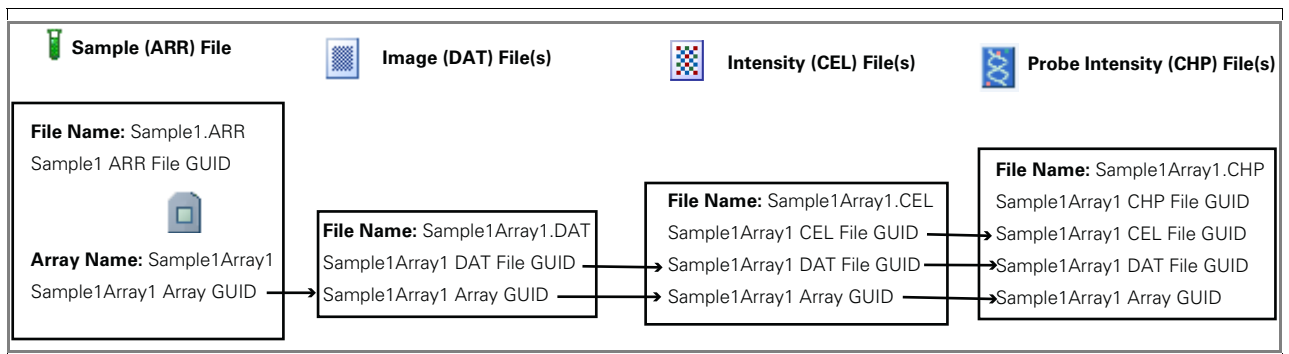 Sample (ARR) File
Image (DAT) File(s)
Intensity (CEL) File(s)
Probe Intensity (CHP) File(s)
File Name: Sample1.ARR
Sample1 ARR File GUID
Array Name: Sample1Array1
Sample1Array1 Array GUID
File Name: Sample1Array1.DAT
Sample1Array1 DAT File GUID
Sample1Array1 Array GUID
File Name: Sample1Array1.CEL
Sample1Array1 CEL File GUID
Sample1Array1 DAT File GUID
Sample1Array1 Array GUID
File Name: Sample1Array1.CHP
Sample1Array1 CHP File GUID
Sample1Array1 CEL File GUID
Sample1Array1 DAT File GUID
Sample1Array1 Array GUID